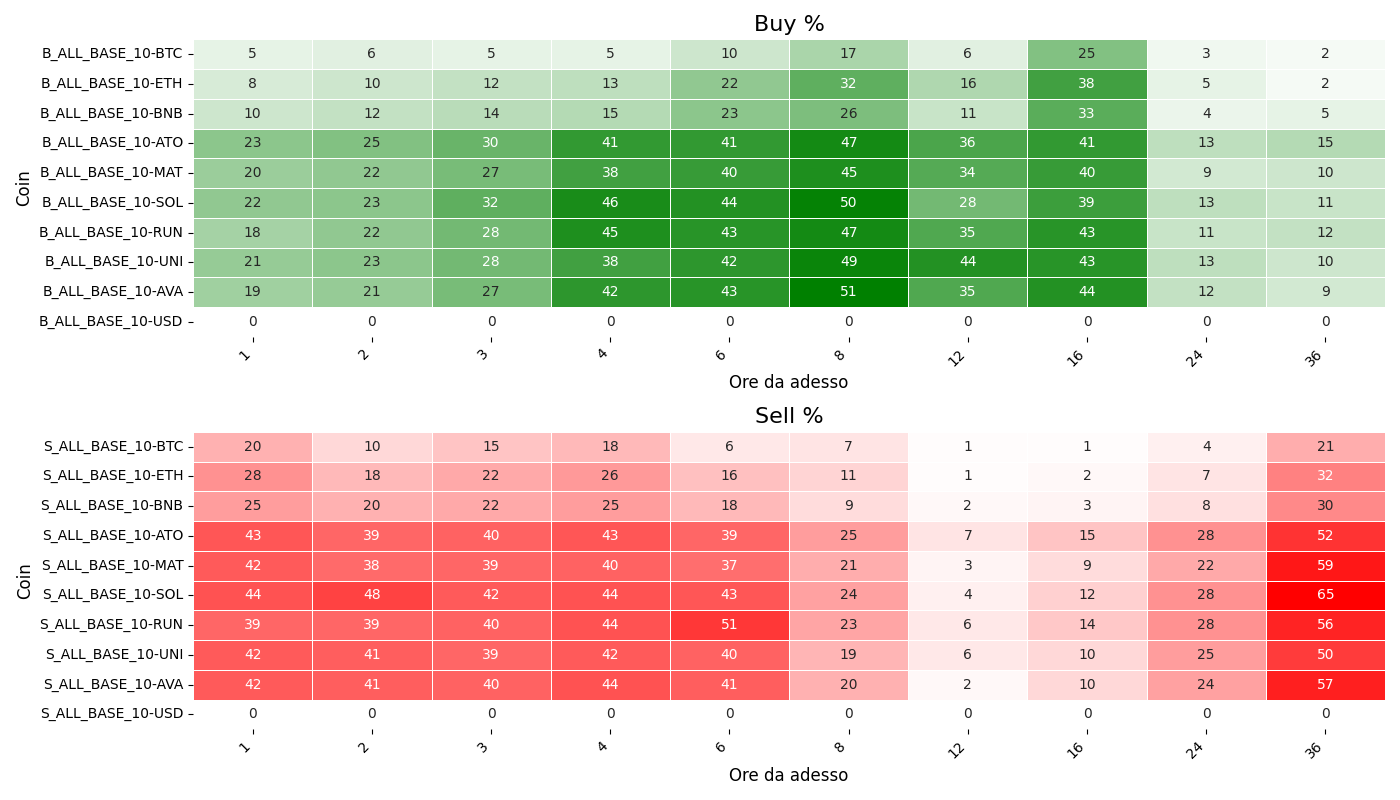 Buy %
Coin
B_ALL_BASE_10-BTC 5 6 5 5 10 17 6 25 3 2
B_ALL_BASE_10-ETH 8 10 12 13 22 32 16 38 5 2
B_ALL_BASE_10-BNB 10 12 14 15 23 26 11 33 4 5
B_ALL_BASE_10-ATO 23 25 30 41 41 47 36 41 13 15
B_ALL_BASE_10-MAT 20 22 27 38 40 45 34 40 9 10
B_ALL_BASE_10-SOL 22 23 32 46 44 50 28 39 13 11
B_ALL_BASE_10-RUN 18 22 28 45 43 47 35 43 11 12
B_ALL_BASE_10-UNI 21 23 28 38 42 49 44 43 13 10
B_ALL_BASE_10-AVA 19 21 27 42 43 51 35 44 12 9
B_ALL_BASE_10-USD 0 0 0 0 0 0 0 0 0 0
1 2 3 4 6 8 12 16 24 36
Ore da adesso
Sell %
Coin
S_ALL_BASE_10-BTC 20 10 15 18 6 7 1 1 4 21
S_ALL_BASE_10-ETH 28 18 22 26 16 11 1 2 7 32
S_ALL_BASE_10-BNB 25 20 22 25 18 9 2 3 8 30
S_ALL_BASE_10-ATO 43 39 40 43 39 25 7 15 28 52
S_ALL_BASE_10-MAT 42 38 39 40 37 21 3 9 22 59
S_ALL_BASE_10-SOL 44 48 42 44 43 24 4 12 28 65
S_ALL_BASE_10-RUN 39 39 40 44 51 23 6 14 28 56
S_ALL_BASE_10-UNI 42 41 39 42 40 19 6 10 25 50
S_ALL_BASE_10-AVA 42 41 40 44 41 20 2 10 24 57
S_ALL_BASE_10-USD 0 0 0 0 0 0 0 0 0 0
1 2 3 4 6 8 12 16 24 36
Ore da adesso